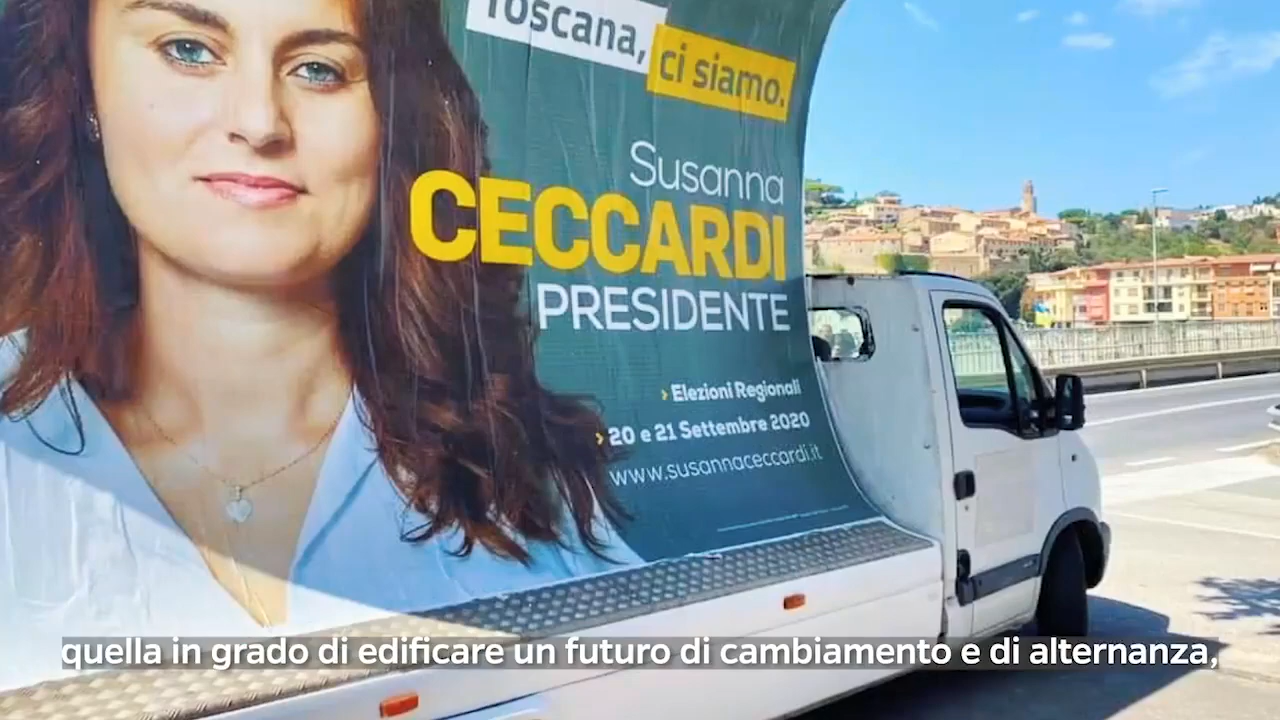 Toscana,
ci siamo.
Susanna
CECCARDI
PRESIDENTE
› Elezioni Regionali
› 20 e 21 Settembre 2020
www.susannaceccardi.it
quella in grado di edificare un futuro di cambiamento e di alternanza,